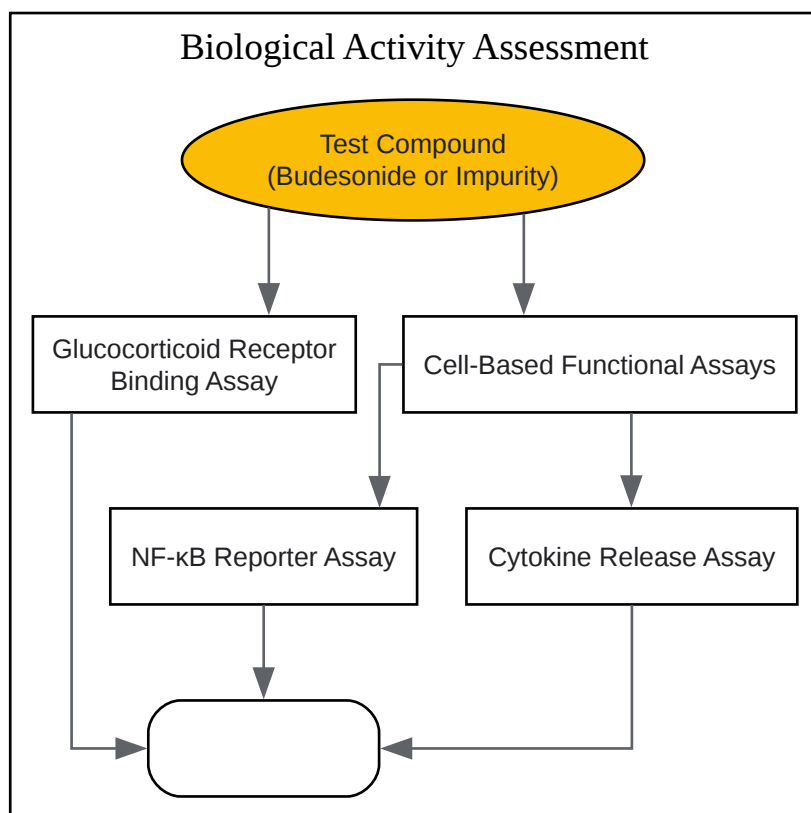 Biological Activity Assessment
Test Compound
(Budesonide or Impurity)
Glucocorticoid Receptor
Binding Assay
Cell-Based Functional Assays
NF-κB Reporter Assay
Cytokine Release Assay